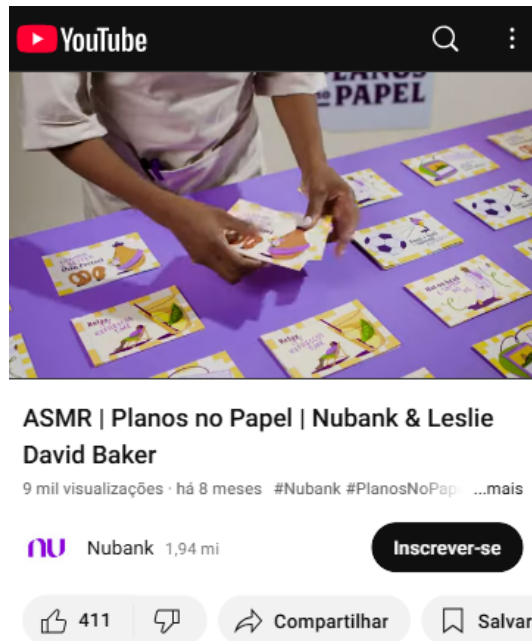 YouTube
PLANOS
NO PAPEL
ASMR | Planos no Papel | Nubank & Leslie
David Baker
9 mil visualizações · há 8 meses #Nubank #PlanosNoPap ...mais
nu Nubank 1,94 mi Inscrever-se
411 Compartilhar Salvar